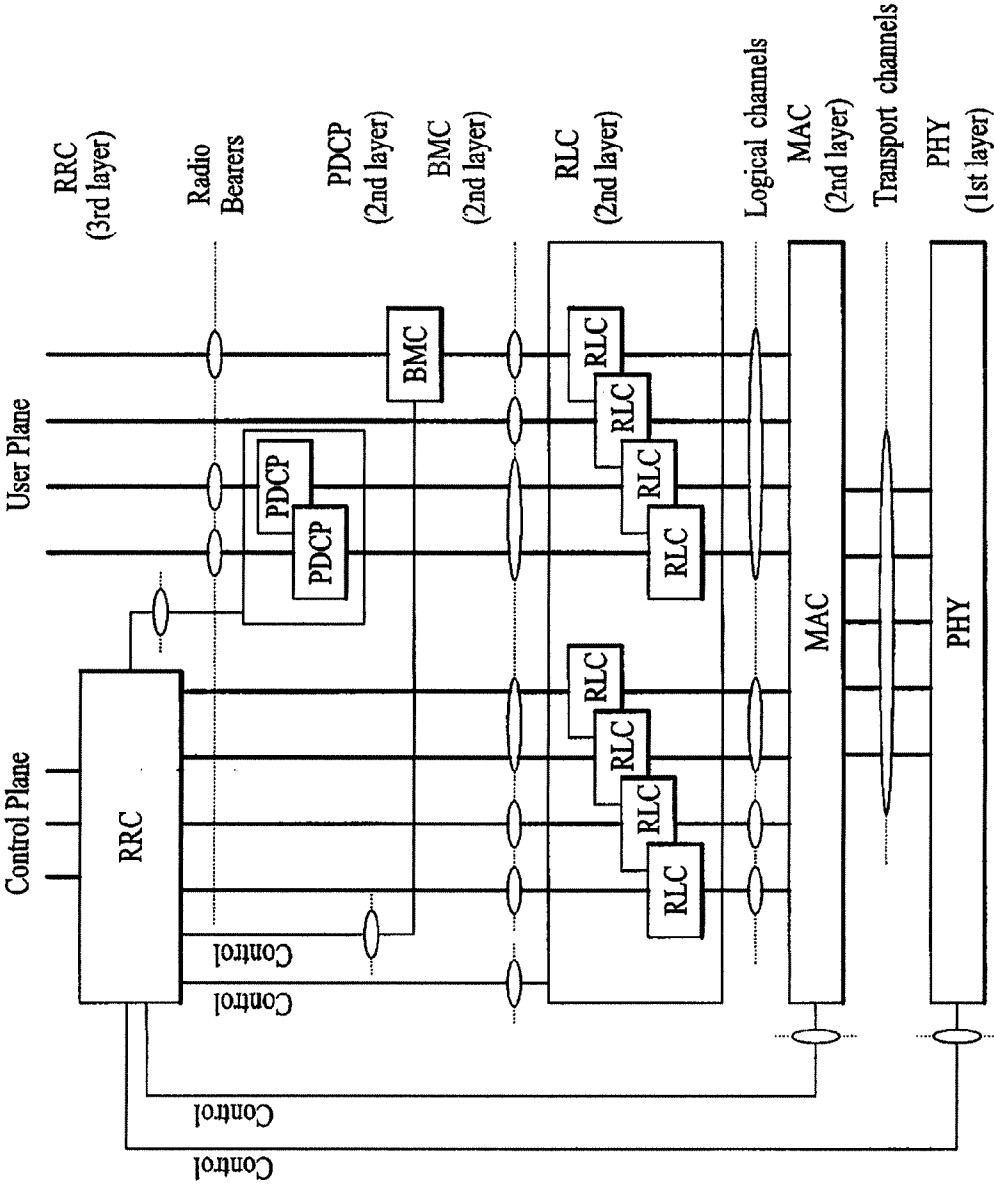 Control Plane
User Plane
RRC
(3rd layer)
Radio
Bearers
PDCP
(2nd layer)
BMC
(2nd layer)
RLC
(2nd layer)
Logical channels
MAC
(2nd layer)
Transport channels
PHY
(1st layer)
RRC
PDCP
PDCP
BMC
Control
Control
Control
Control
RLC
RLC
RLC
RLC
RLC
RLC
RLC
RLC
MAC
PHY